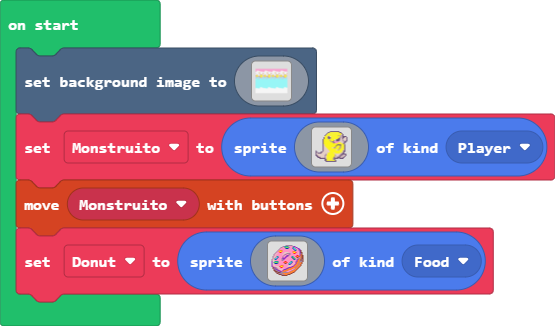 on start
set background image to
set Monstruito to sprite of kind Player
move Monstruito with buttons
set Donut to sprite of kind Food